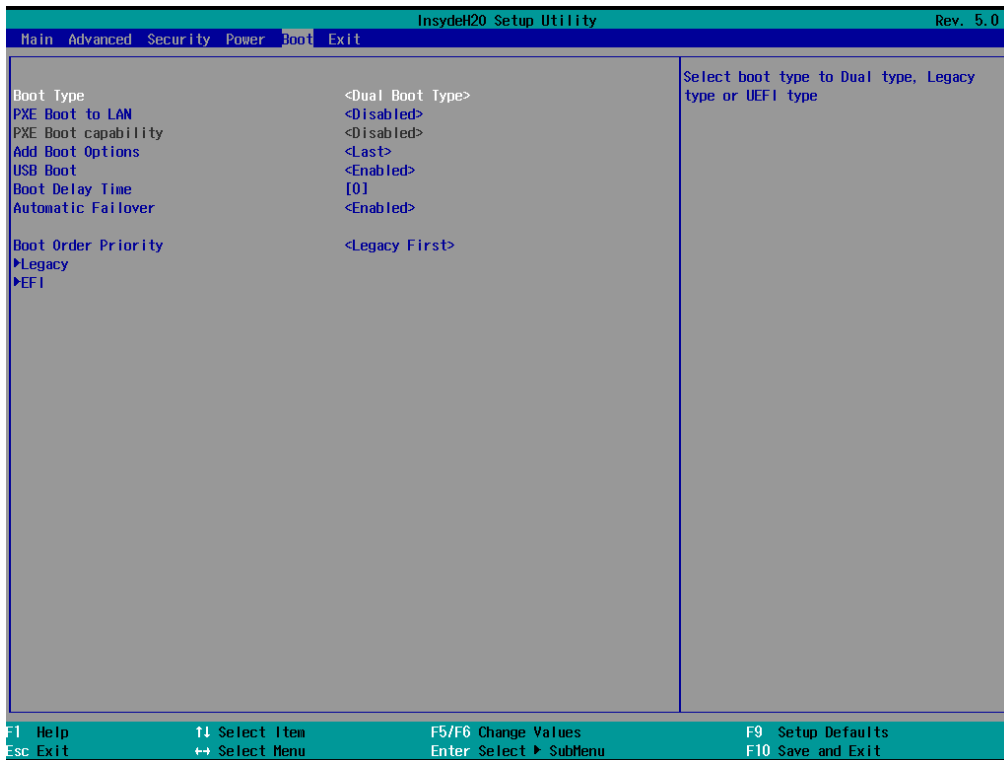 InsydeH20 Setup Utility Rev. 5.0
Main Advanced Security Power Boot Exit
Boot Type <Dual Boot Type>
PXE Boot to LAN <Disabled>
PXE Boot capability <Disabled>
Add Boot Options <Last>
USB Boot <Enabled>
Boot Delay Time [0]
Automatic Failover <Enabled>
Boot Order Priority <Legacy First>
▶Legacy
▶EFI
Select boot type to Dual type, Legacy
type or UEFI type
F1 Help ↑↓ Select Item F5/F6 Change Values F9 Setup Defaults
Esc Exit ←→ Select Menu Enter Select ▶ SubMenu F10 Save and Exit